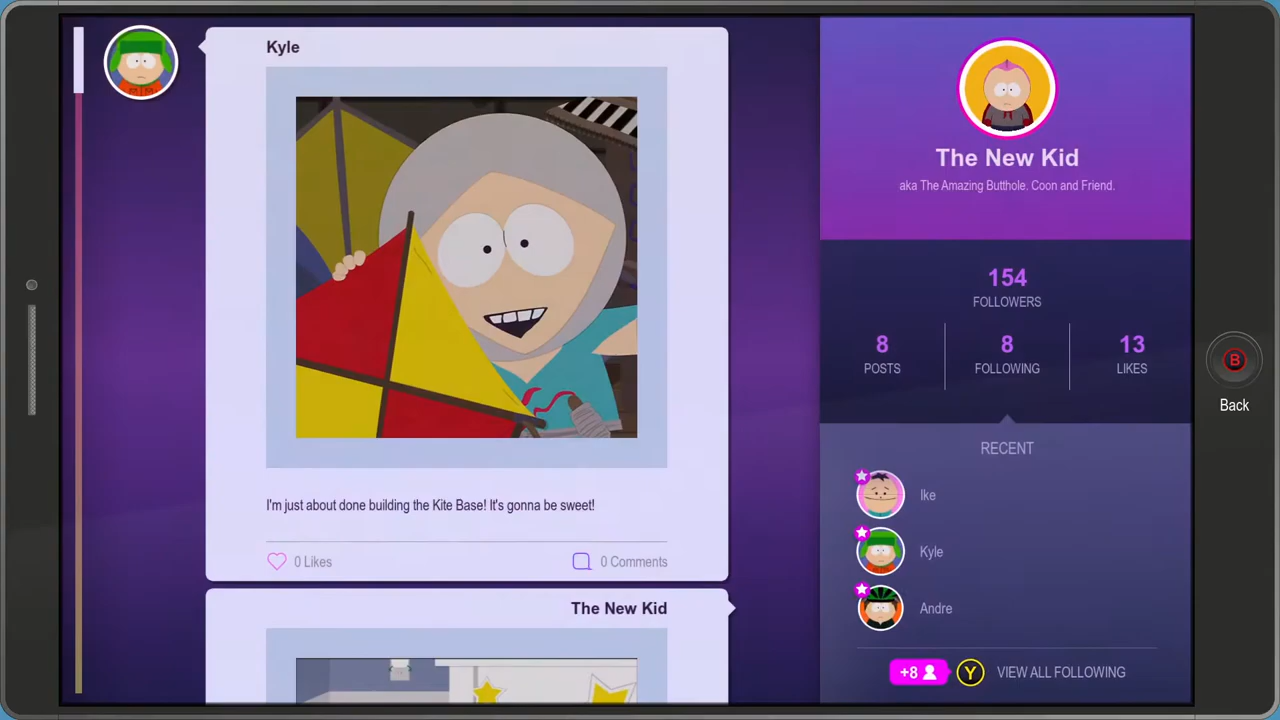 Kyle
I'm just about done building the Kite Base! It's gonna be sweet!
0 Likes
0 Comments
The New Kid
The New Kid
aka The Amazing Butthole. Coon and Friend.
154
FOLLOWERS
8
POSTS
8
FOLLOWING
13
LIKES
RECENT
Ike
Kyle
Andre
+8
Y
VIEW ALL FOLLOWING
B
Back